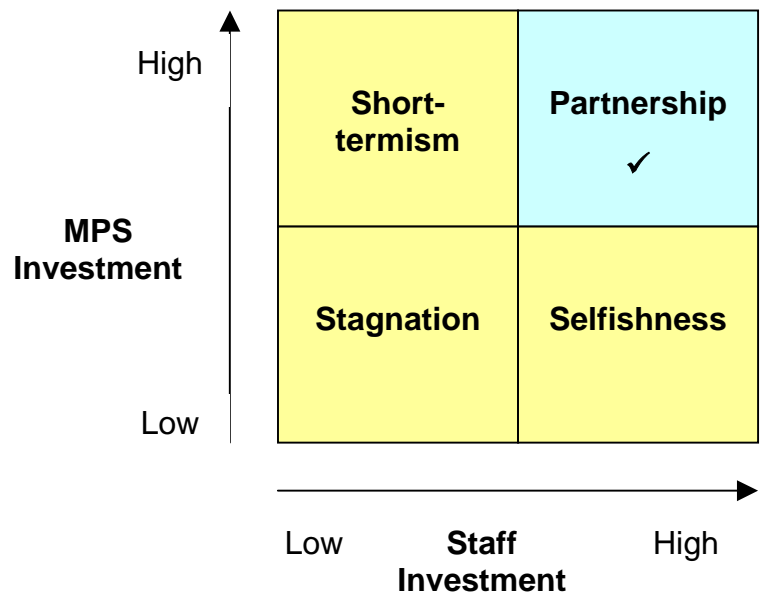 High
Short-
termism
Partnership
✓
MPS
Investment
Stagnation
Selfishness
Low
Low
Staff
Investment
High